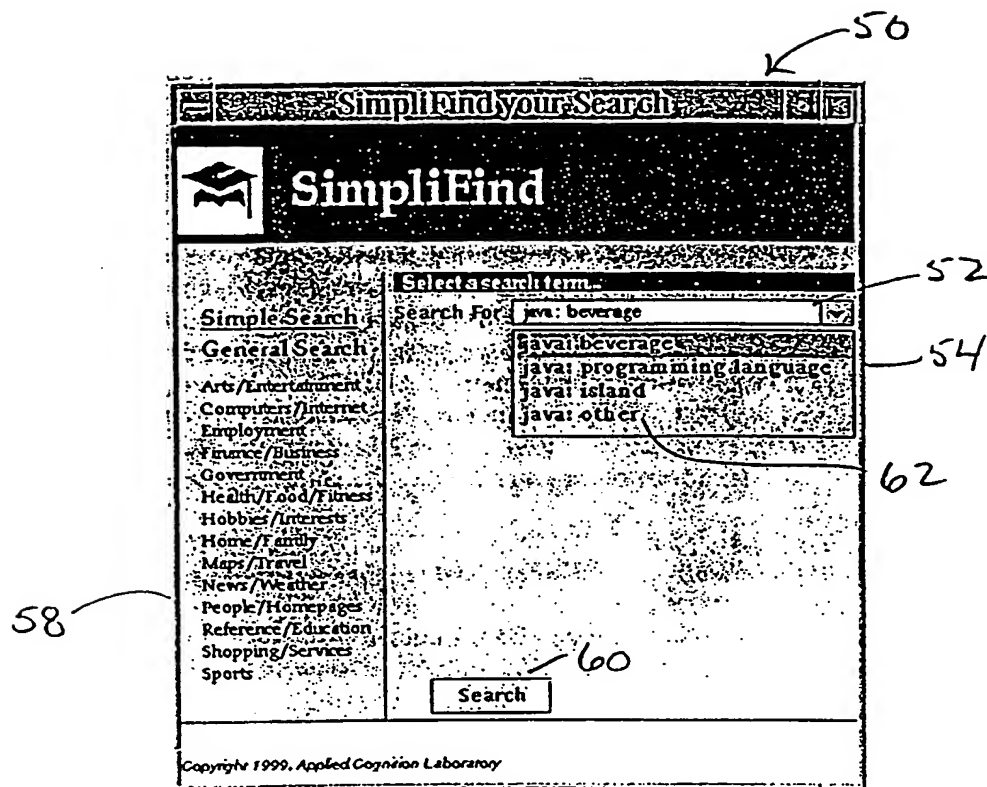 50
SimpliFind your Search
SimpliFind
Select a search term...
52
Search For java: beverage
Simple Search
General Search
java: beverage
java: programming language
java: island
java: other
54
62
Arts/Entertainment
Computers/Internet
Employment
Finance/Business
Government
Health/Food/Fitness
Hobbies/Interests
Home/Family
Maps/Travel
News/Weather
People/Homepages
Reference/Education
Shopping/Services
Sports
58
60
Search
Copyright 1999, Applied Cognition Laboratory